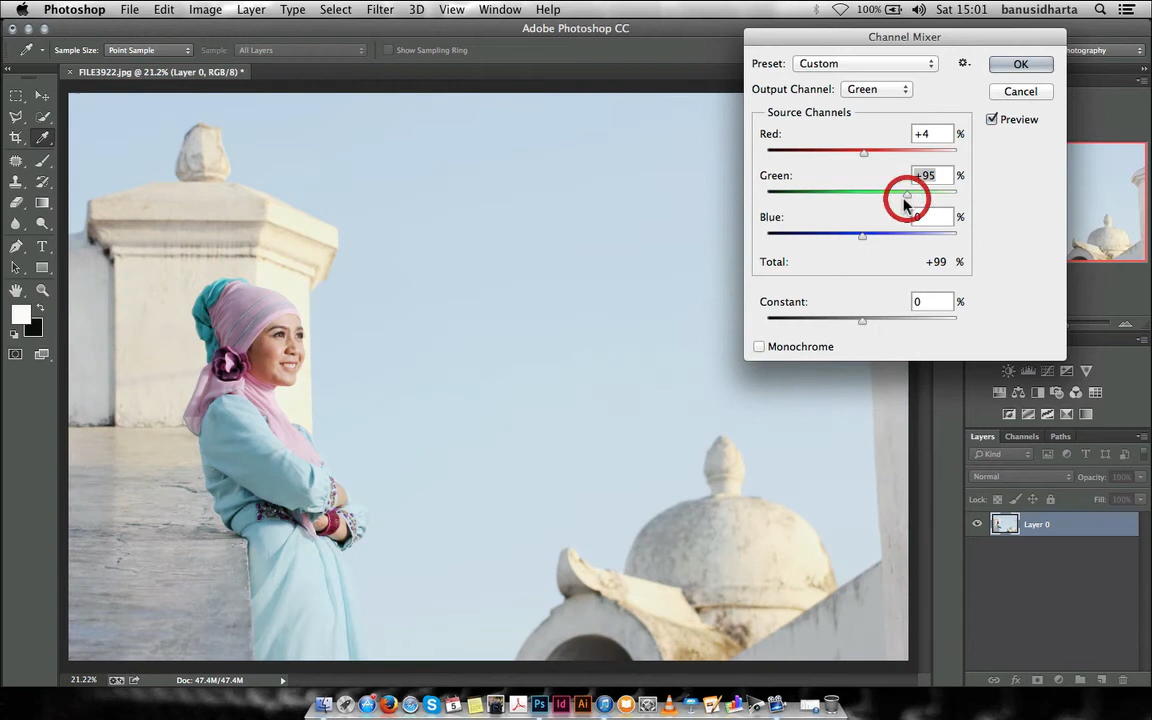 Photoshop File Edit Image Layer Type Select Filter 3D View Window Help 100% Sat 15:01 banusidharta
Adobe Photoshop CC
Channel Mixer
Sample Size: Point Sample Sample: All Layers Show Sampling Ring
Preset: Custom OK
FILE3922.jpg @ 21.2% (Layer 0, RGB/8) *
Output Channel: Green Cancel
Source Channels Preview
Red: +4 %
Green: +95 %
Blue: 0 %
Total: +99 %
Constant: 0 %
Monochrome
Layers Channels Paths
Kind
Normal Opacity: 100%
Lock: Fill: 100%
Layer 0
21.22% Doc: 47.4M/47.4M